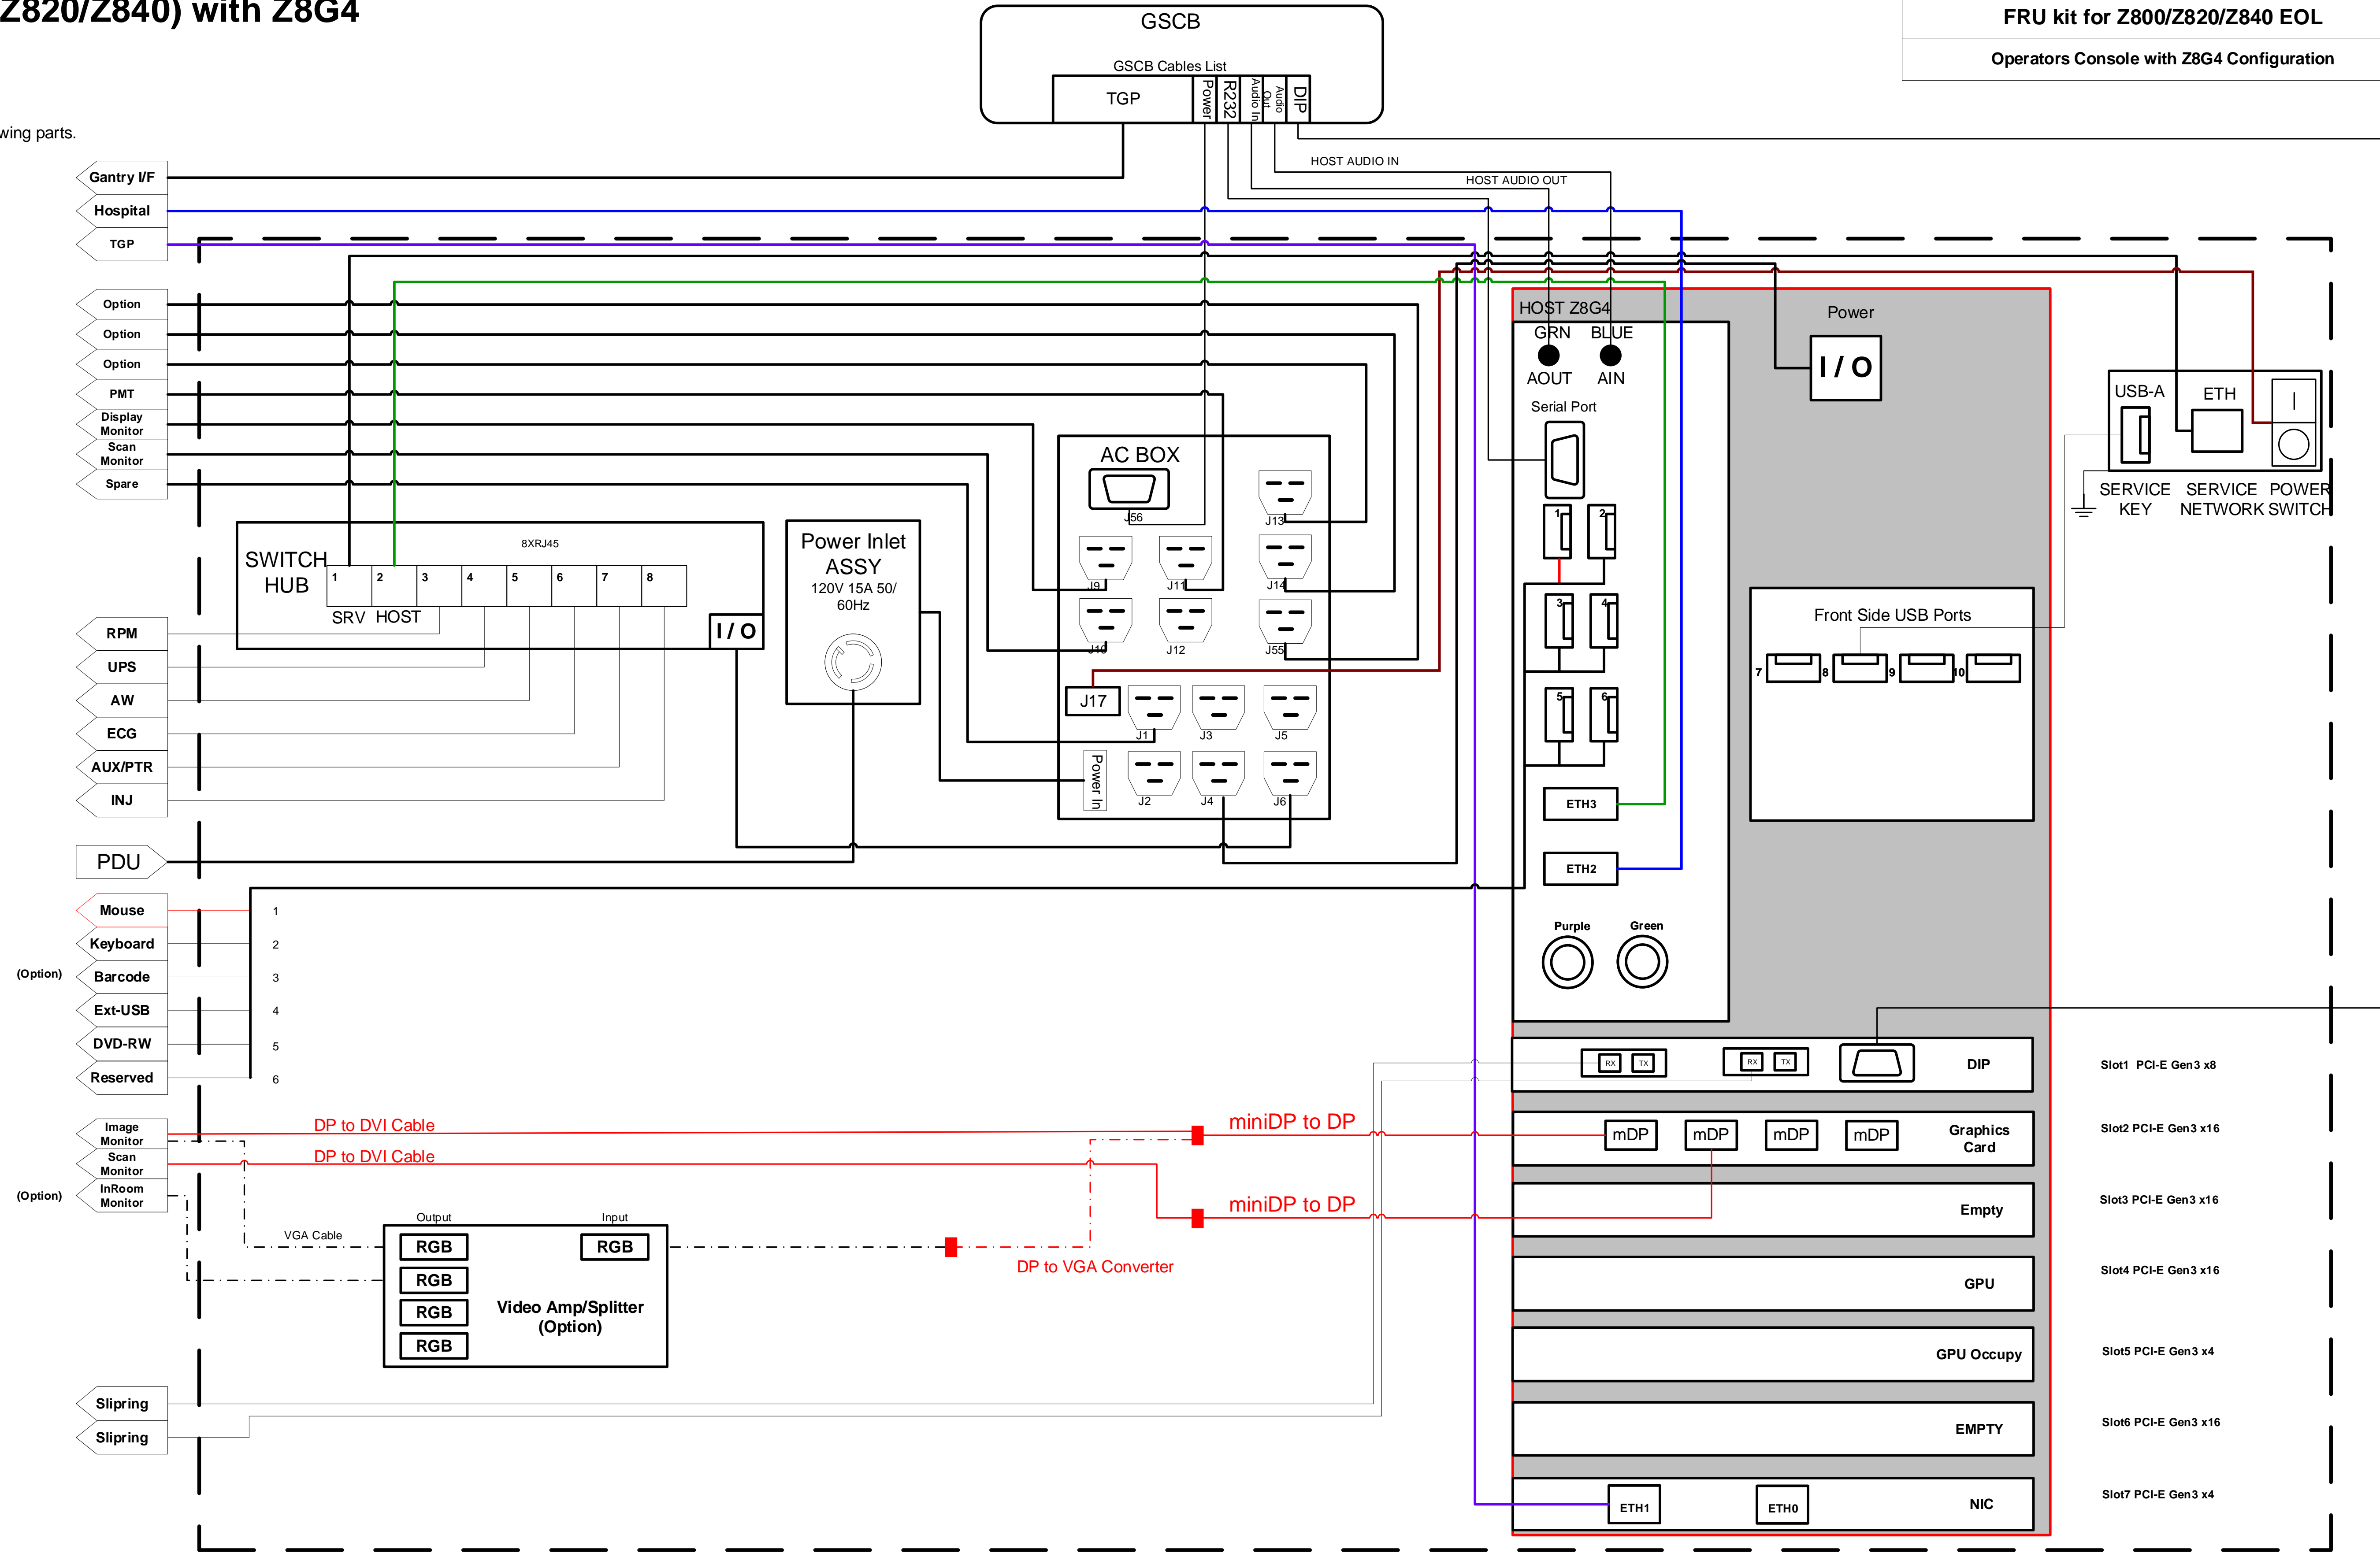 Z820/Z840) with Z8G4
wing parts.
FRU kit for Z800/Z820/Z840 EOL
Operators Console with Z8G4 Configuration
GSCB
GSCB Cables List
TGP
Power
R232
Audio In
Audio
Out
DIP
HOST AUDIO IN
HOST AUDIO OUT
Gantry I/F
Hospital
TGP
Option
Option
Option
PMT
Display
Monitor
Scan
Monitor
Spare
SWITCH
HUB
8XRJ45
1
2
3
4
5
6
7
8
SRV
HOST
I / O
Power Inlet
ASSY
120V 15A 50/
60Hz
AC BOX
J56
J13
J9
J11
J14
J10
J12
J55
J17
J1
J3
J5
Power In
J2
J4
J6
HOST Z8G4
GRN
BLUE
AOUT
AIN
Serial Port
1
2
3
4
5
6
ETH3
ETH2
Purple
Green
Power
I / O
Front Side USB Ports
7
8
9
10
USB-A
ETH
|
SERVICE
KEY
SERVICE
NETWORK
POWER
SWITCH
RPM
UPS
AW
ECG
AUX/PTR
INJ
PDU
Mouse
1
Keyboard
2
(Option)
Barcode
3
Ext-USB
4
DVD-RW
5
Reserved
6
Image
Monitor
Scan
Monitor
(Option)
InRoom
Monitor
DP to DVI Cable
DP to DVI Cable
miniDP to DP
miniDP to DP
VGA Cable
Output
Input
RGB
RGB
RGB
RGB
RGB
Video Amp/Splitter
(Option)
DP to VGA Converter
Slipring
Slipring
RX
TX
RX
TX
DIP
Slot1 PCI-E Gen3 x8
mDP
mDP
mDP
mDP
Graphics
Card
Slot2 PCI-E Gen3 x16
Empty
Slot3 PCI-E Gen3 x16
GPU
Slot4 PCI-E Gen3 x16
GPU Occupy
Slot5 PCI-E Gen3 x4
EMPTY
Slot6 PCI-E Gen3 x16
ETH1
ETH0
NIC
Slot7 PCI-E Gen3 x4